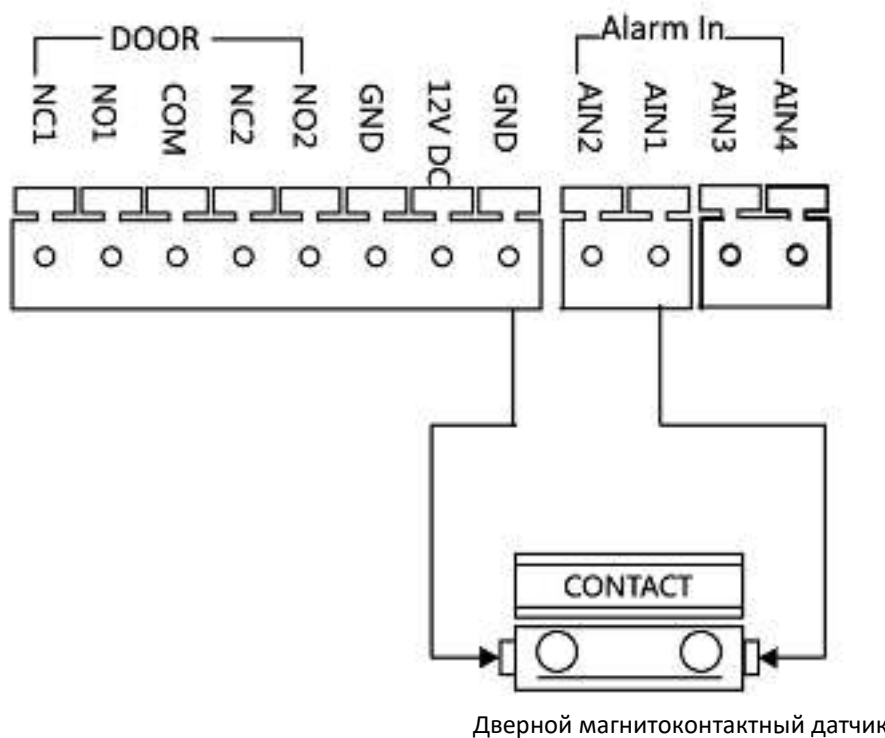 DOOR
Alarm In
NC1 NO1 COM NC2 NO2 GND 12V DC GND AIN2 AIN1 AIN3 AIN4
CONTACT
Дверной магнитоконтактный датчик